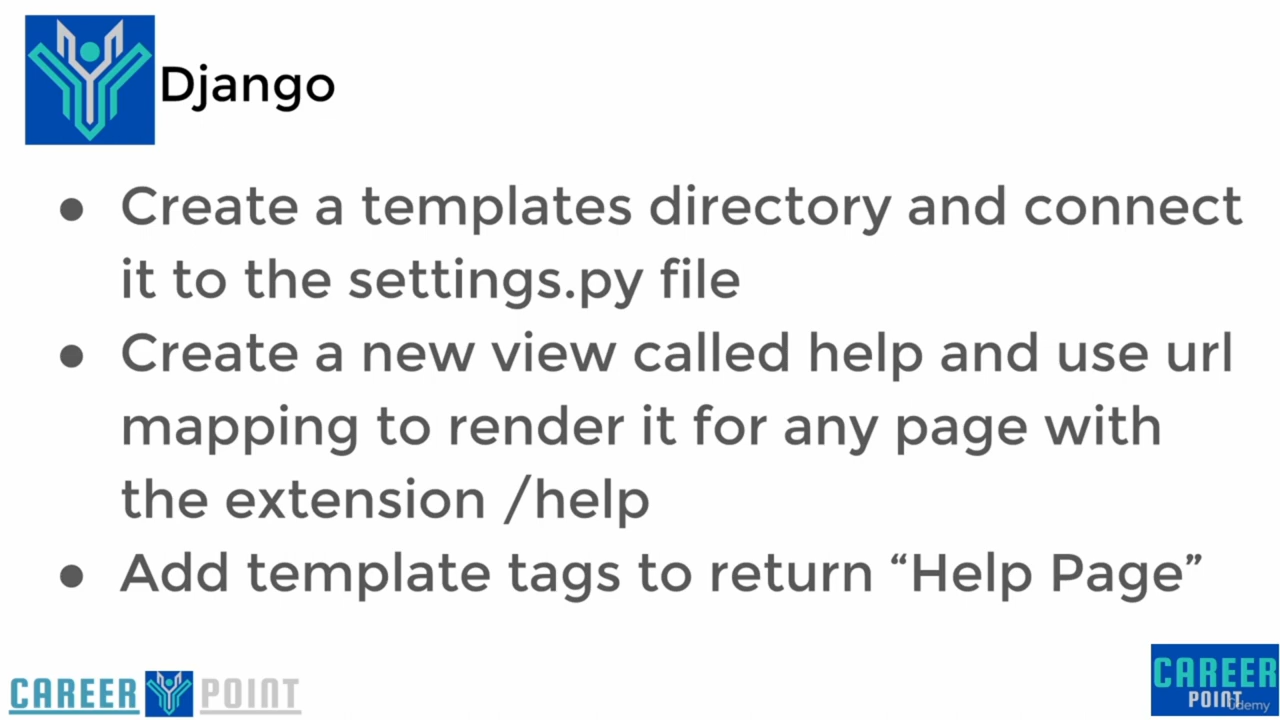 Django
● Create a templates directory and connect
it to the settings.py file
● Create a new view called help and use url
mapping to render it for any page with
the extension /help
● Add template tags to return “Help Page”
CAREER POINT
CAREER
POINT
ûdemy